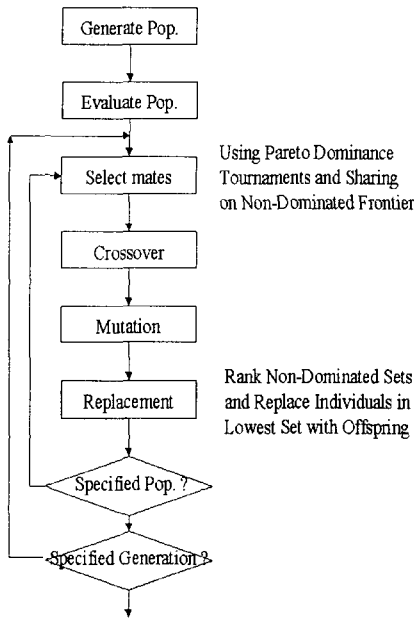 Generate Pop.
Evaluate Pop.
Select mates
Using Pareto Dominance
Tournaments and Sharing
on Non-Dominated Frontier
Crossover
Mutation
Replacement
Rank Non-Dominated Sets
and Replace Individuals in
Lowest Set with Offspring
Specified Pop. ?
Specified Generation ?